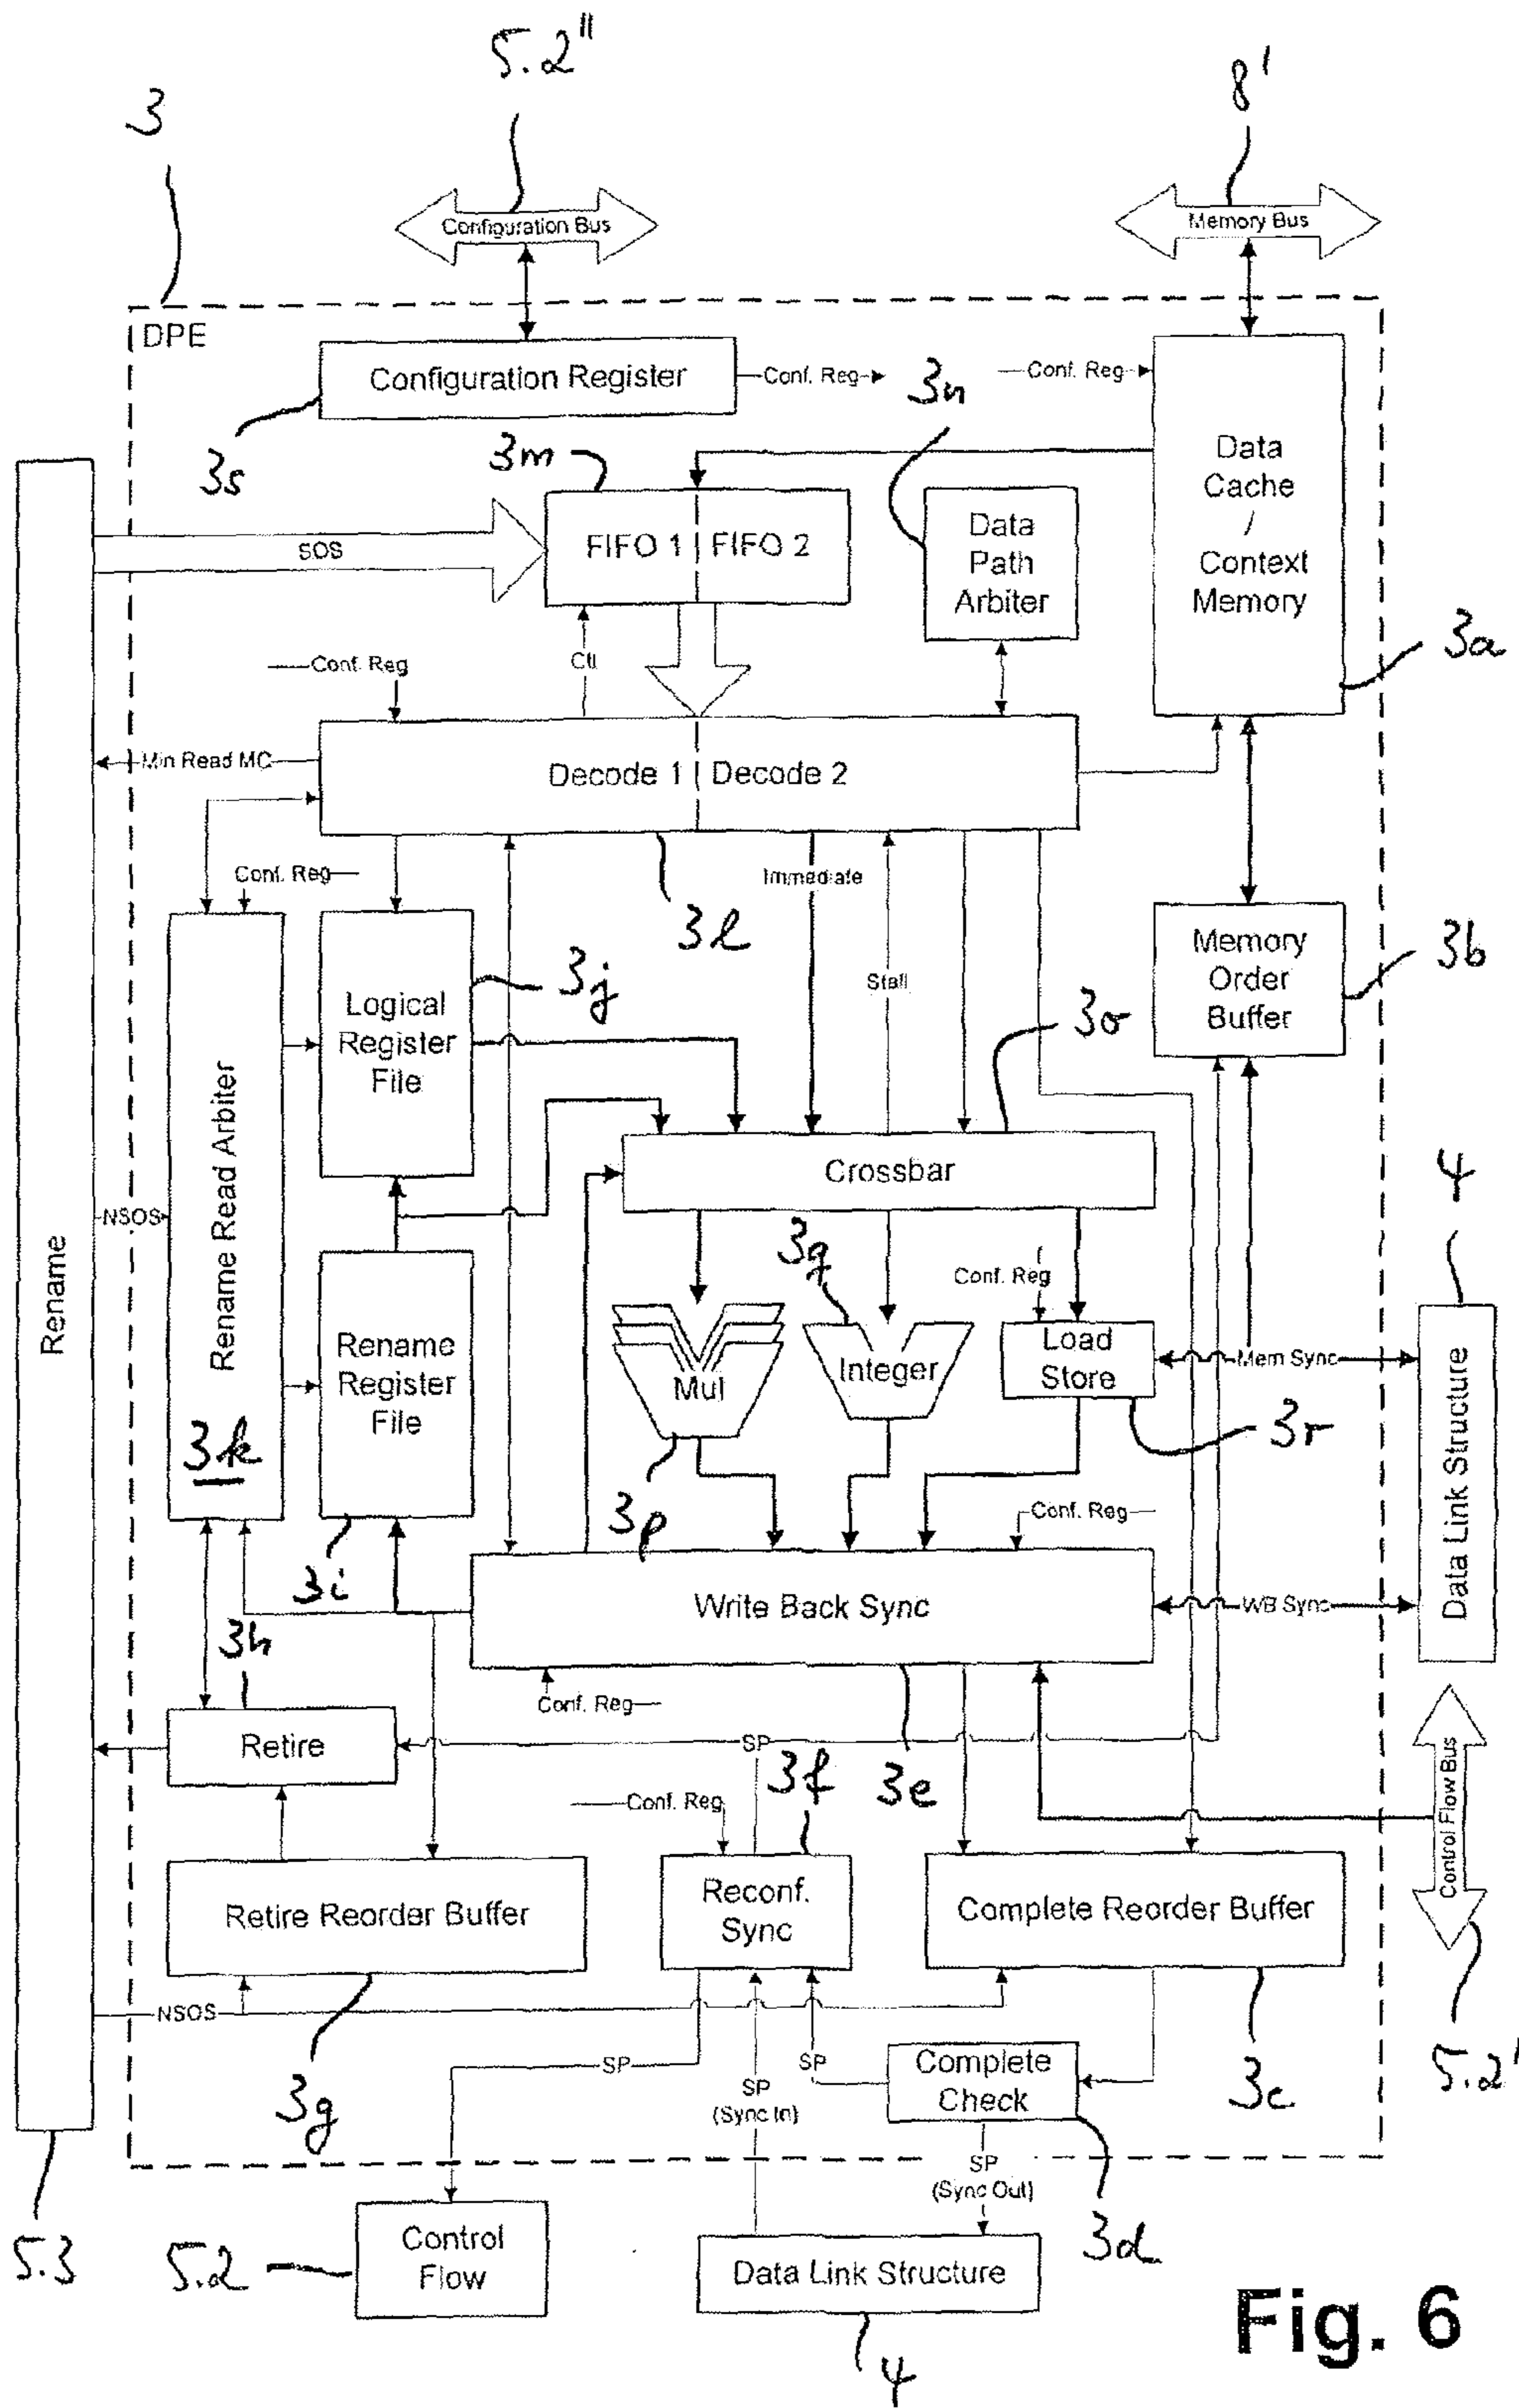 5.2"
8'
3
Configuration Bus
Memory Bus
DPE
Configuration Register
Conf. Reg
Conf. Reg
3n
3s
3m
Data
Cache
/
Context
Memory
SOS
FIFO 1
FIFO 2
Data
Path
Arbiter
3a
Conf. Reg
Ctl
Min Read MC
Decode 1
Decode 2
Conf. Reg
Immediate
3l
Memory
Order
Buffer
3b
3j
Stall
Logical
Register
File
3o
Rename Read Arbiter
Crossbar
4
NSOS
Rename
3q
Conf. Reg
Rename
Register
File
Mul
Integer
Load
Store
Mem Sync
Data Link Structure
3k
3r
3p
Conf. Reg
3i
Write Back Sync
WB Sync
3h
Conf. Reg
Retire
SP
3f
3e
Control Flow Bus
Conf. Reg
Retire Reorder Buffer
Reconf.
Sync
Complete Reorder Buffer
NSOS
SP
SP
(Sync In)
SP
Complete
Check
3g
3c
5.2'
SP
(Sync Out)
5.3
5.2
Control
Flow
Data Link Structure
3d
4
Fig. 6